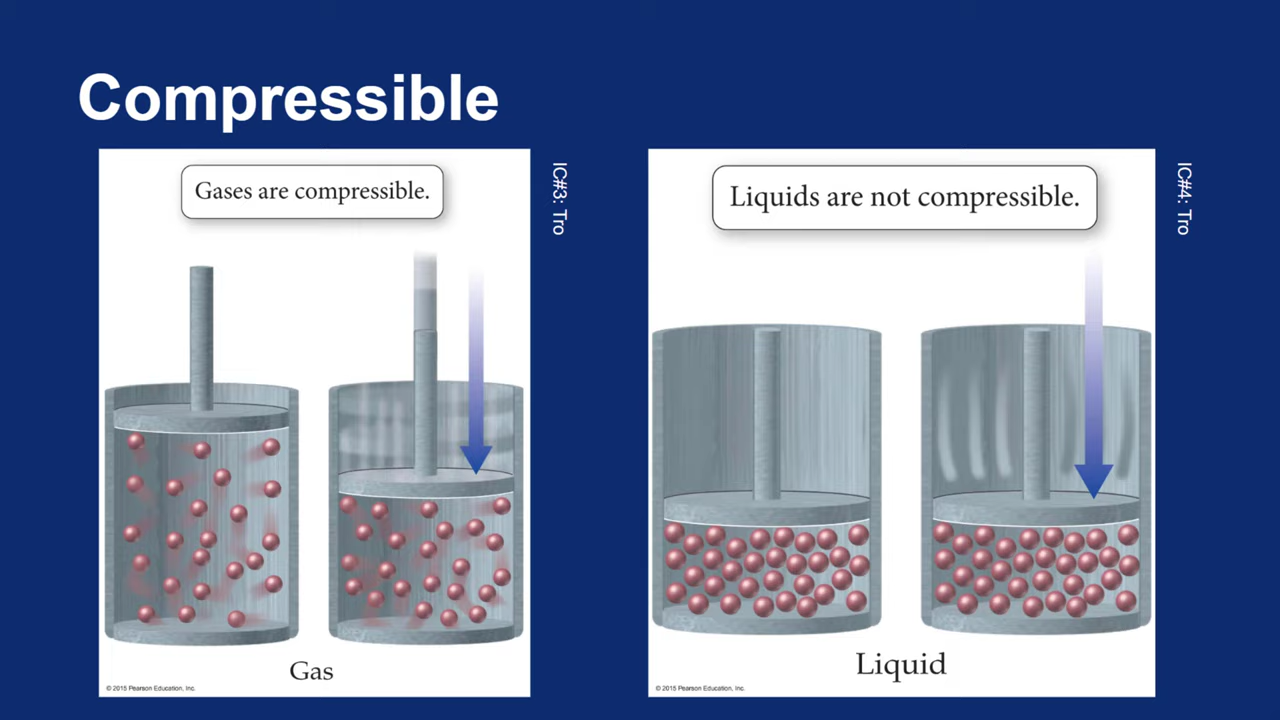 Compressible
Gases are compressible.
IC#3: Tro
Gas
© 2015 Pearson Education, Inc.
Liquids are not compressible.
IC#4: Tro
Liquid
© 2015 Pearson Education, Inc.